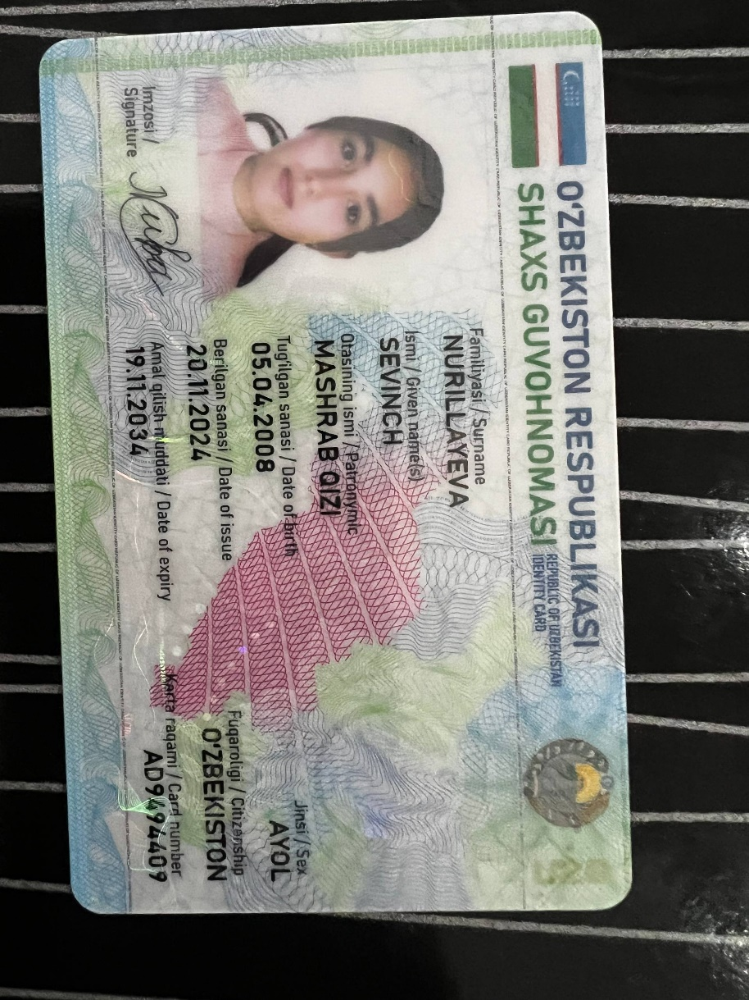 O‘ZBEKISTON RESPUBLIKASI
SHAXS GUVOHNOMASI
REPUBLIC OF UZBEKISTAN
IDENTITY CARD
Familiyasi / Surname
NURILLAYEVA
Ismi / Given name(s)
SEVINCH
Otasining ismi / Patronymic
MASHRAB QIZI
Tug‘ilgan sanasi / Date of birth
05.04.2008
Jinsi / Sex
AYOL
Berilgan sanasi / Date of issue
20.11.2024
Fuqaroligi / Citizenship
O‘ZBEKISTON
Amal qilish muddati / Date of expiry
19.11.2034
Karta raqami / Card number
AD9494409
Imzosi /
Signature